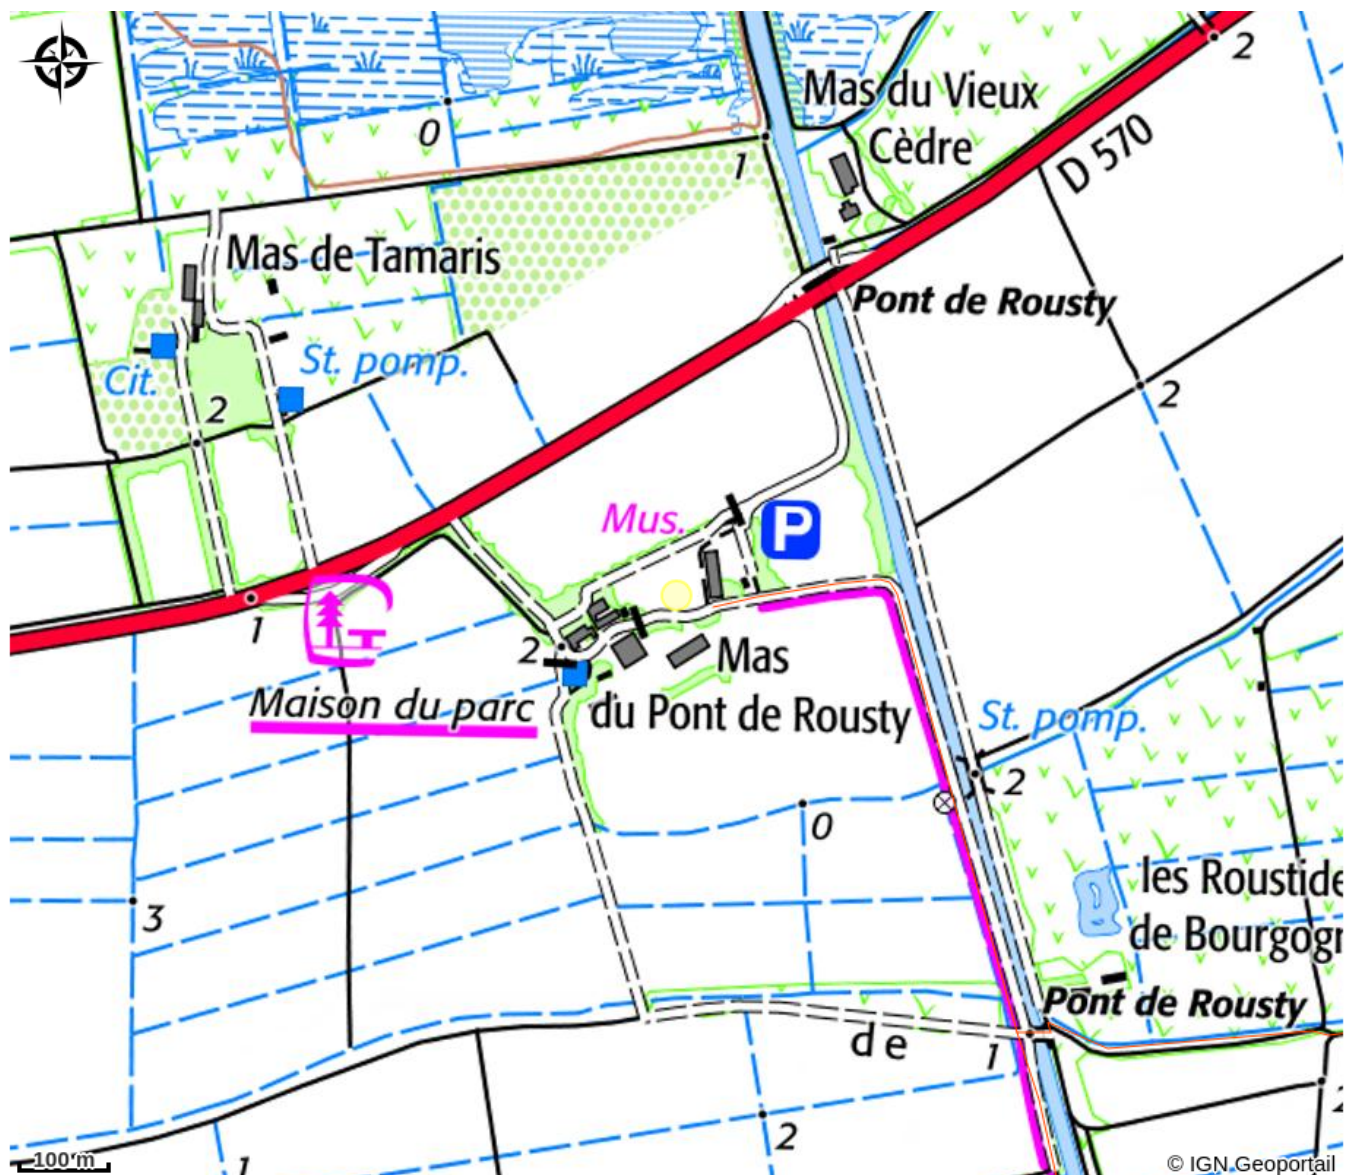 2
Mas du Vieux
Cèdre
0
1
D 570
Mas de Tamaris
Pont de Rousty
St. pomp.
Cit.
2
2
Mus.
P
1
2
Mas
du Pont de Rousty
Maison du parc
St. pomp.
2
0
les Roustide
de Bourgogn
3
Pont de Rousty
de
1
2
2
1
100 m
© IGN Geoportail